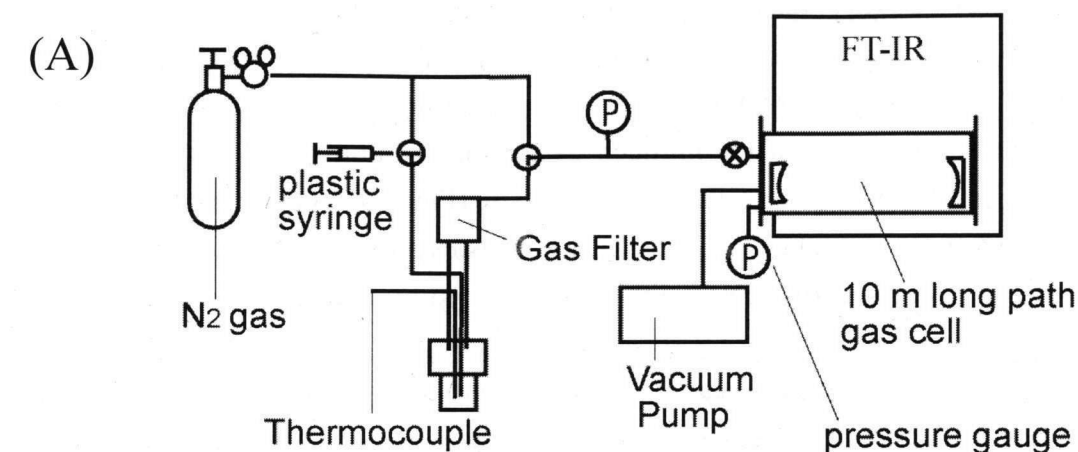 (A)
FT-IR
P
plastic
syringe
Gas Filter
P
N2 gas
10 m long path
gas cell
Vacuum
Pump
Thermocouple
pressure gauge